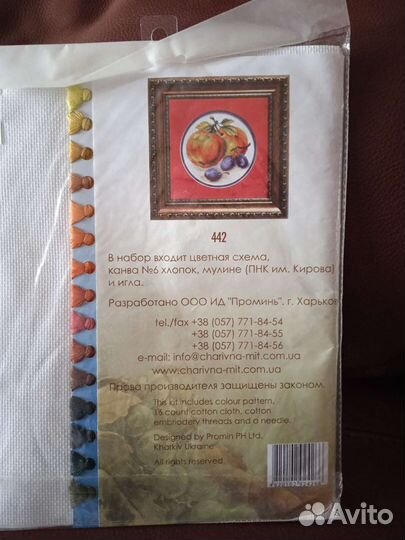 442
В набор входит цветная схема,
канва №6 хлопок, мулине (ПНК им. Кирова)
и игла.
Разработано ООО ИД "Проминь". г. Харьков
tel./fax +38 (057) 771-84-54
+38 (057) 771-84-55
+38 (057) 771-84-56
e-mail: info@charivna-mit.com.ua
www.charivna-mit.com.ua
Права производителя защищены законом.
This kit includes colour pattern,
16 count cotton cloth, cotton
embroidery threads and a needle.
Designed by Promin PH Ltd.
Kharkiv Ukraine
All rights reserved.
Avito